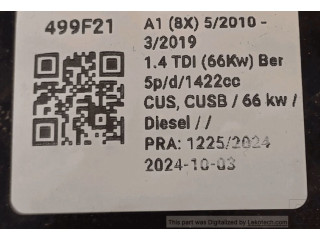 499F21
A1 (8X) 5/2010 -
3/2019
1.4 TDI (66Kw) Ber
5p/d/1422cc
CUS, CUSB / 66 kw /
Diesel / /
PRA: 1225/2024
2024-10-03
This part was Digitalized by Lekntech.com